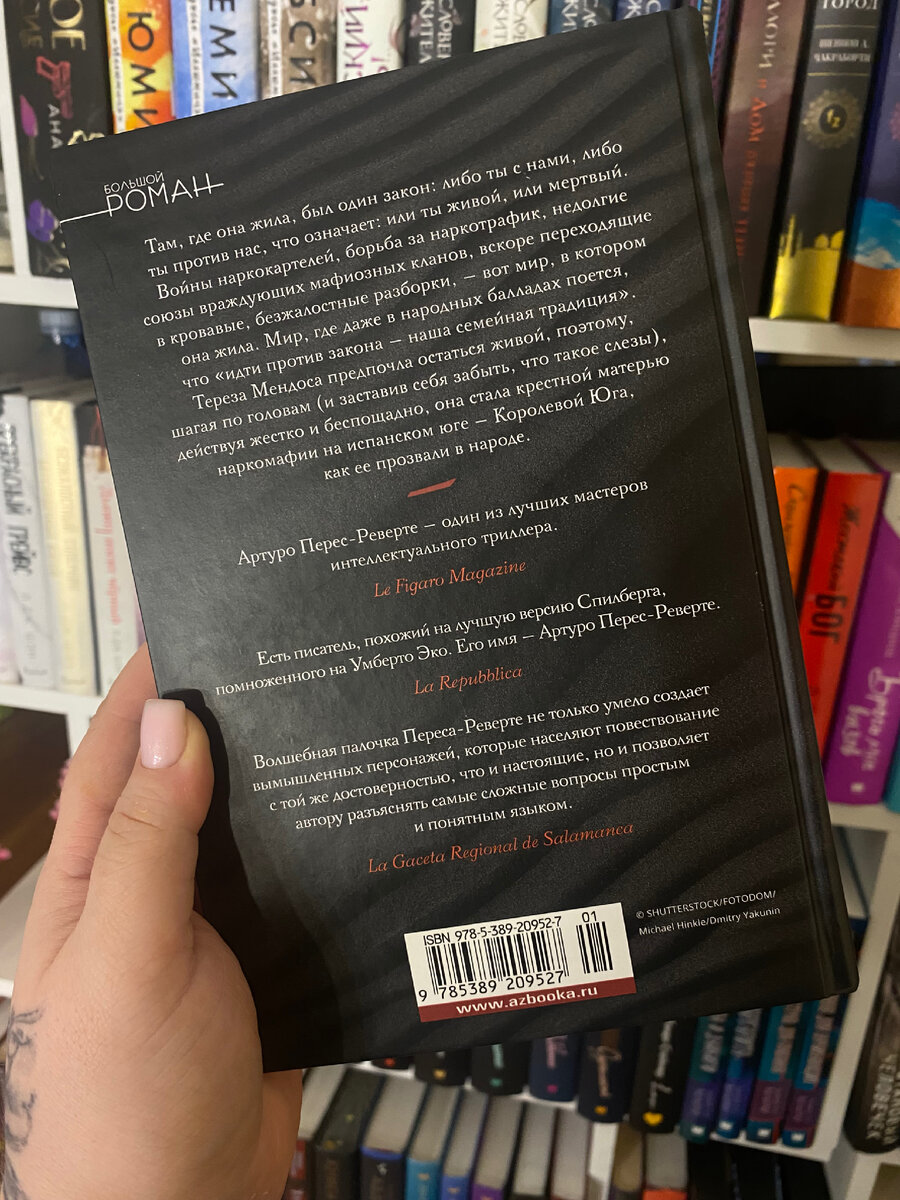 БОЛЬШОЙ
РОМАН
Там, где она жила, был один закон: либо ты с нами, либо
ты против нас, что означает: или ты живой, или мертвый.
Войны наркокартелей, борьба за наркотрафик, недолгие
союзы враждующих мафиозных кланов, вскоре переходящие
в кровавые, безжалостные разборки, — вот мир, в котором
она жила. Мир, где даже в народных балладах поется,
что «идти против закона — наша семейная традиция».
Тереза Мендоса предпочла остаться живой, поэтому,
шагая по головам (и заставив себя забыть, что такое слезы),
действуя жестко и беспощадно, она стала крестной матерью
наркомафии на испанском юге — Королевой Юга,
как ее прозвали в народе.
Артуро Перес-Реверте — один из лучших мастеров
интеллектуального триллера.
Le Figaro Magazine
Есть писатель, похожий на лучшую версию Спилберга,
помноженного на Умберто Эко. Его имя — Артуро Перес-Реверте.
La Repubblica
Волшебная палочка Переса-Реверте не только умело создает
вымышленных персонажей, которые населяют повествование
с той же достоверностью, что и настоящие, но и позволяет
автору разъяснять самые сложные вопросы простым
и понятным языком.
La Gaceta Regional de Salamanca
© SHUTTERSTOCK/FOTODOM/
Michael Hinkle/Dmitry Yakunin
ISBN 978-5-389-20952-7
01
9 785389 209527
www.azbooka.ru
ГОРОД
БОГ